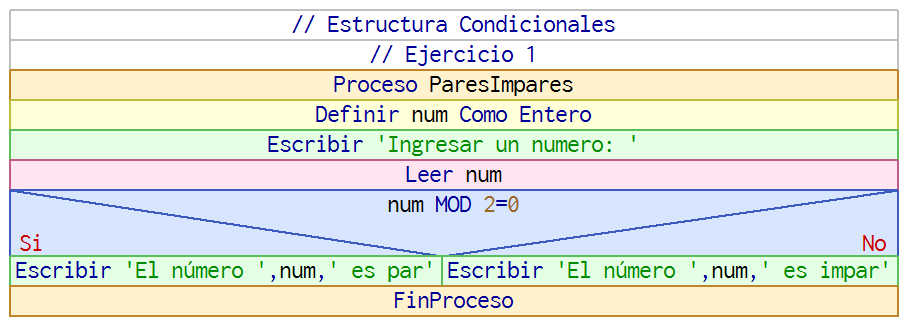 // Estructura Condicionales
// Ejercicio 1
Proceso ParesImpares
Definir num Como Entero
Escribir 'Ingresar un numero: '
Leer num
num MOD 2=0
Si No
Escribir 'El número ',num,' es par' Escribir 'El número ',num,' es impar'
FinProceso